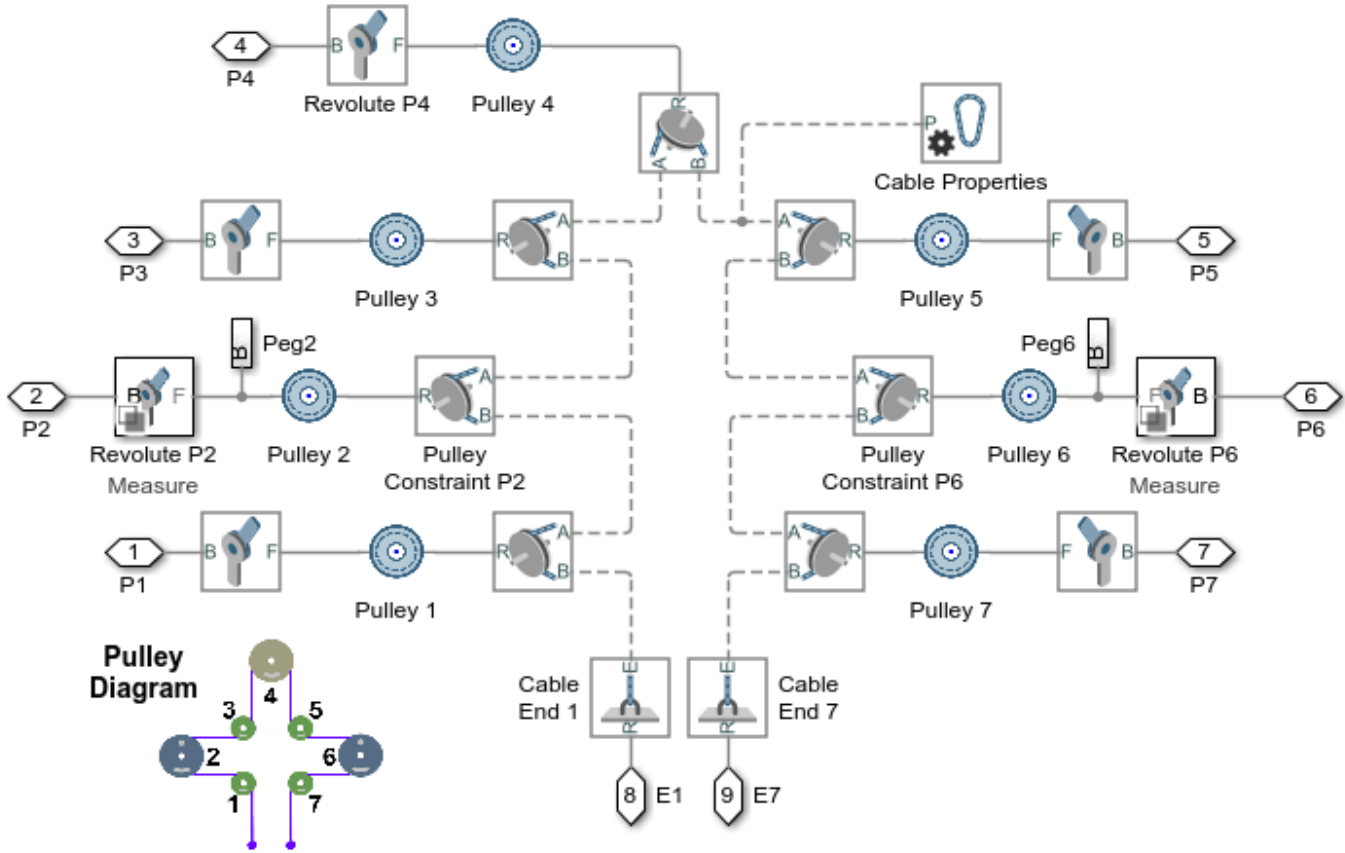 4
P4
B
F
Revolute P4
Pulley 4
R
A
B
P
Cable Properties
3
P3
B
F
Pulley 3
R
A
B
A
B
R
Pulley 5
F
B
5
P5
2
P2
B
F
Revolute P2
Measure
B
Peg2
Pulley 2
R
A
B
Pulley
Constraint P2
A
B
R
Pulley
Constraint P6
Pulley 6
Peg6
B
F
B
Revolute P6
Measure
6
P6
1
P1
B
F
Pulley 1
R
A
B
A
B
R
Pulley 7
F
B
7
P7
Cable
End 1
E
R
8
E1
E
R
Cable
End 7
9
E7
Pulley
Diagram
4
3
5
2
6
1
7